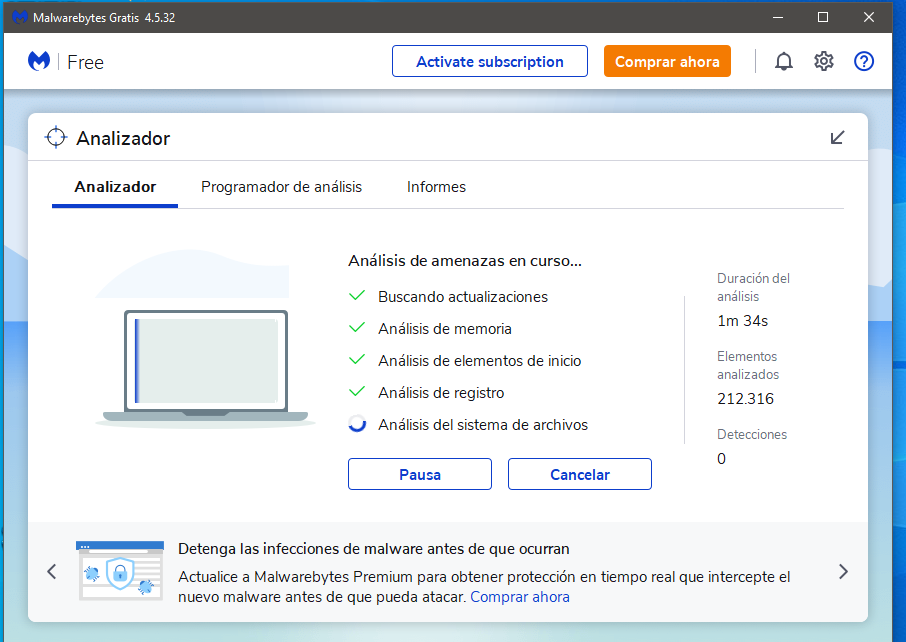 Malwarebytes Gratis 4.5.32
Free
Activate subscription
Comprar ahora
Analizador
Analizador
Programador de análisis
Informes
Análisis de amenazas en curso...
Buscando actualizaciones
Análisis de memoria
Análisis de elementos de inicio
Análisis de registro
Análisis del sistema de archivos
Pausa
Cancelar
Duración del
análisis
1m 34s
Elementos
analizados
212.316
Detecciones
0
Detenga las infecciones de malware antes de que ocurran
Actualice a Malwarebytes Premium para obtener protección en tiempo real que intercepte el
nuevo malware antes de que pueda atacar. Comprar ahora